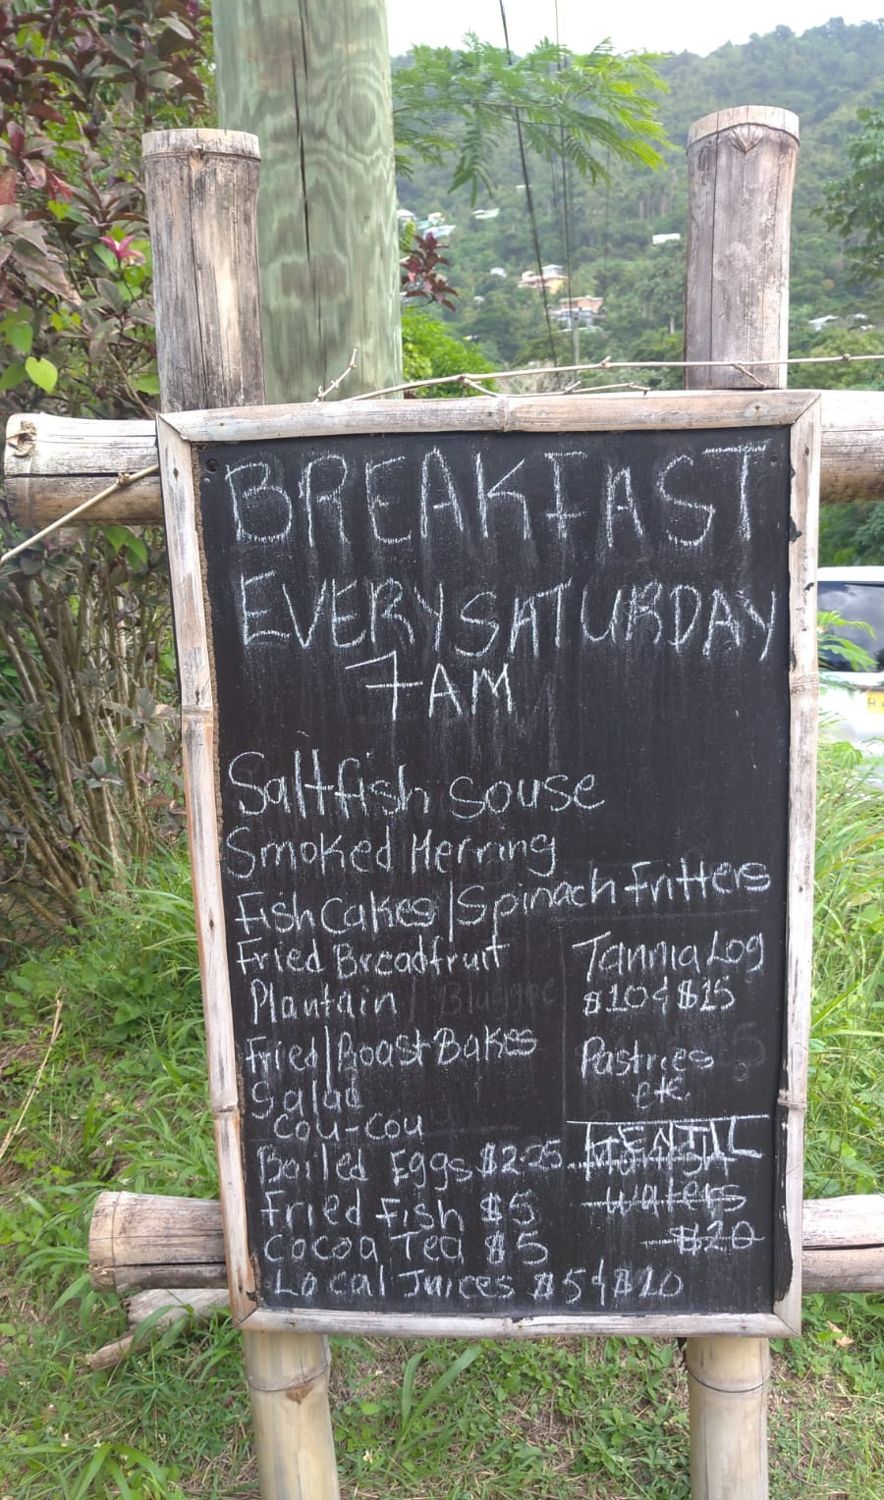 BREAKFAST
EVERY SATURDAY
7AM
Saltfish Souse
Smoked Herring
Fish Cakes/Spinach Fritters
Fried Breadfruit
Plantain / Bluggoe
Fried/Roast Bakes
Salad
Cou-Cou
Boiled Eggs $2.25
Fried Fish $5
Cocoa Tea $5
Local Juices $5 & $10
Tannia Log
$10 & $15
Pastries
etc
Waters
$20